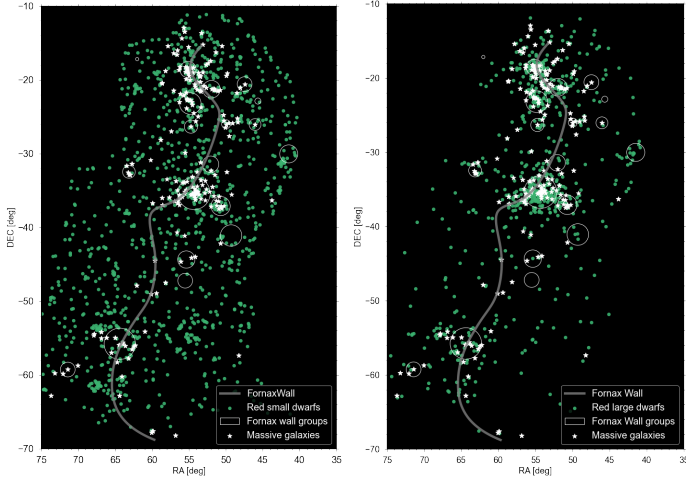 −10
−20
−30
−40
−50
−60
−70
DEC [deg]
75 70 65 60 55 50 45 40 35
RA [deg]
FornaxWall
Red small dwarfs
Fornax wall groups
Massive galaxies
−10
−20
−30
−40
−50
−60
−70
DEC [deg]
75 70 65 60 55 50 45 40 35
RA [deg]
Fornax Wall
Red large dwarfs
Fornax Wall groups
Massive galaxies